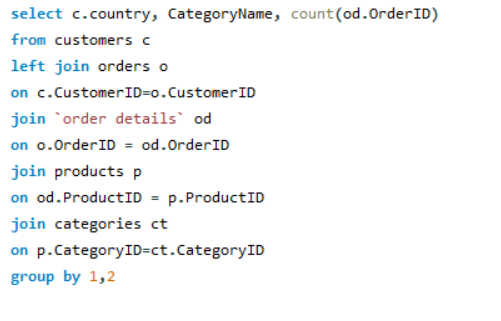 select c.country, CategoryName, count(od.OrderID)
from customers c
left join orders o
on c.CustomerID=o.CustomerID
join `order details` od
on o.OrderID = od.OrderID
join products p
on od.ProductID = p.ProductID
join categories ct
on p.CategoryID=ct.CategoryID
group by 1,2